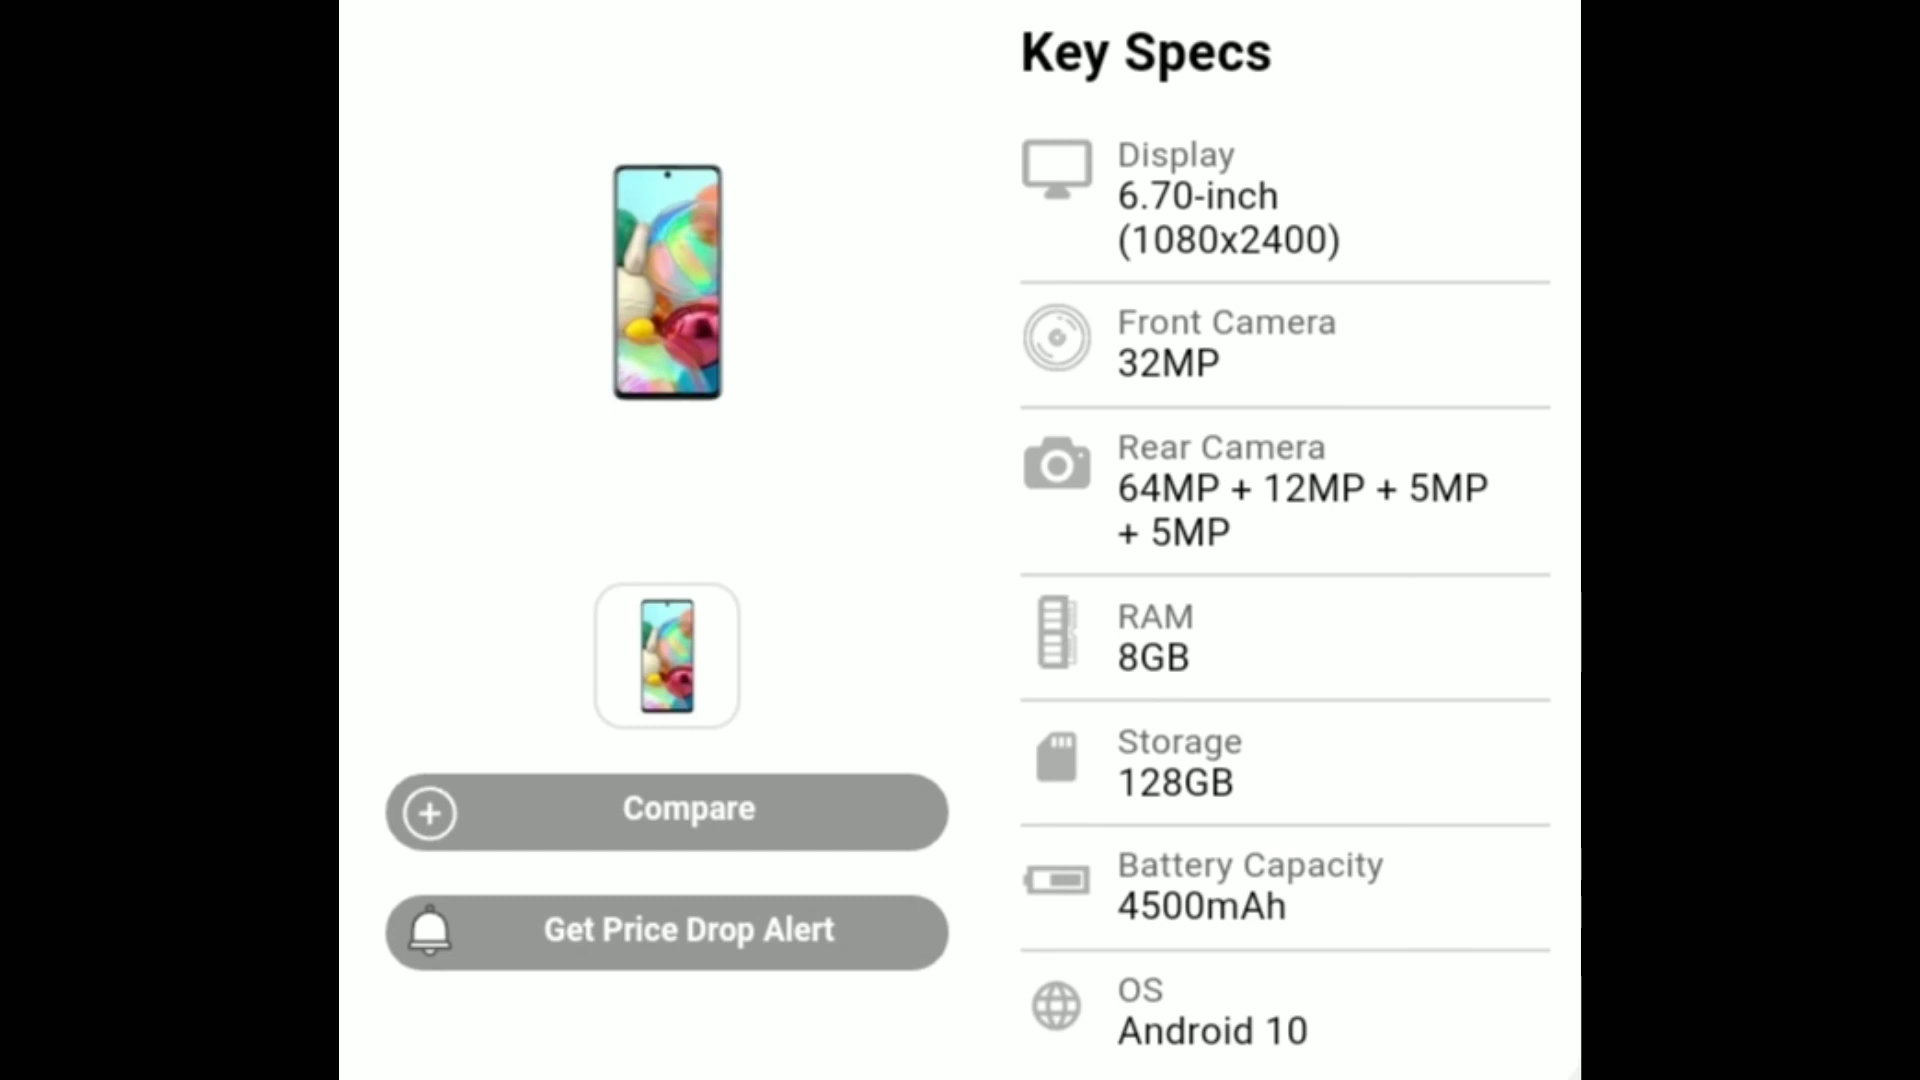 Key Specs
Display
6.70-inch
(1080x2400)
Front Camera
32MP
Rear Camera
64MP + 12MP + 5MP
+ 5MP
RAM
8GB
Storage
128GB
Battery Capacity
4500mAh
OS
Android 10
Compare
Get Price Drop Alert